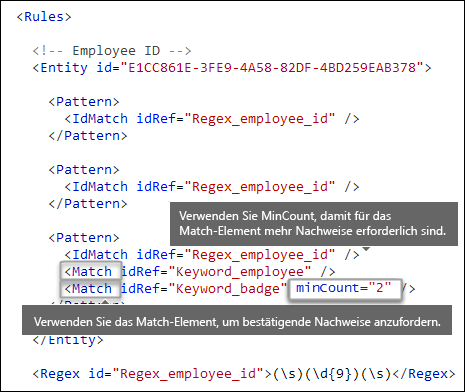 <Rules>
<!-- Employee ID -->
<Entity id="E1CC861E-3FE9-4A58-82DF-4BD259EAB378">
<Pattern>
<IdMatch idRef="Regex_employee_id" />
</Pattern>
<Pattern>
<IdMatch idRef="Regex_employee_id" />
</Pattern>
Verwenden Sie MinCount, damit für das
Match-Element mehr Nachweise erforderlich sind.
<Pattern>
<IdMatch idRef="Regex_employee_id" />
<Match idRef="Keyword_employee" />
<Match idRef="Keyword_badge" minCount="2" />
Verwenden Sie das Match-Element, um bestätigende Nachweise anzufordern.
</Entity>
<Regex id="Regex_employee_id">(\s)(\d{9})(\s)</Regex>